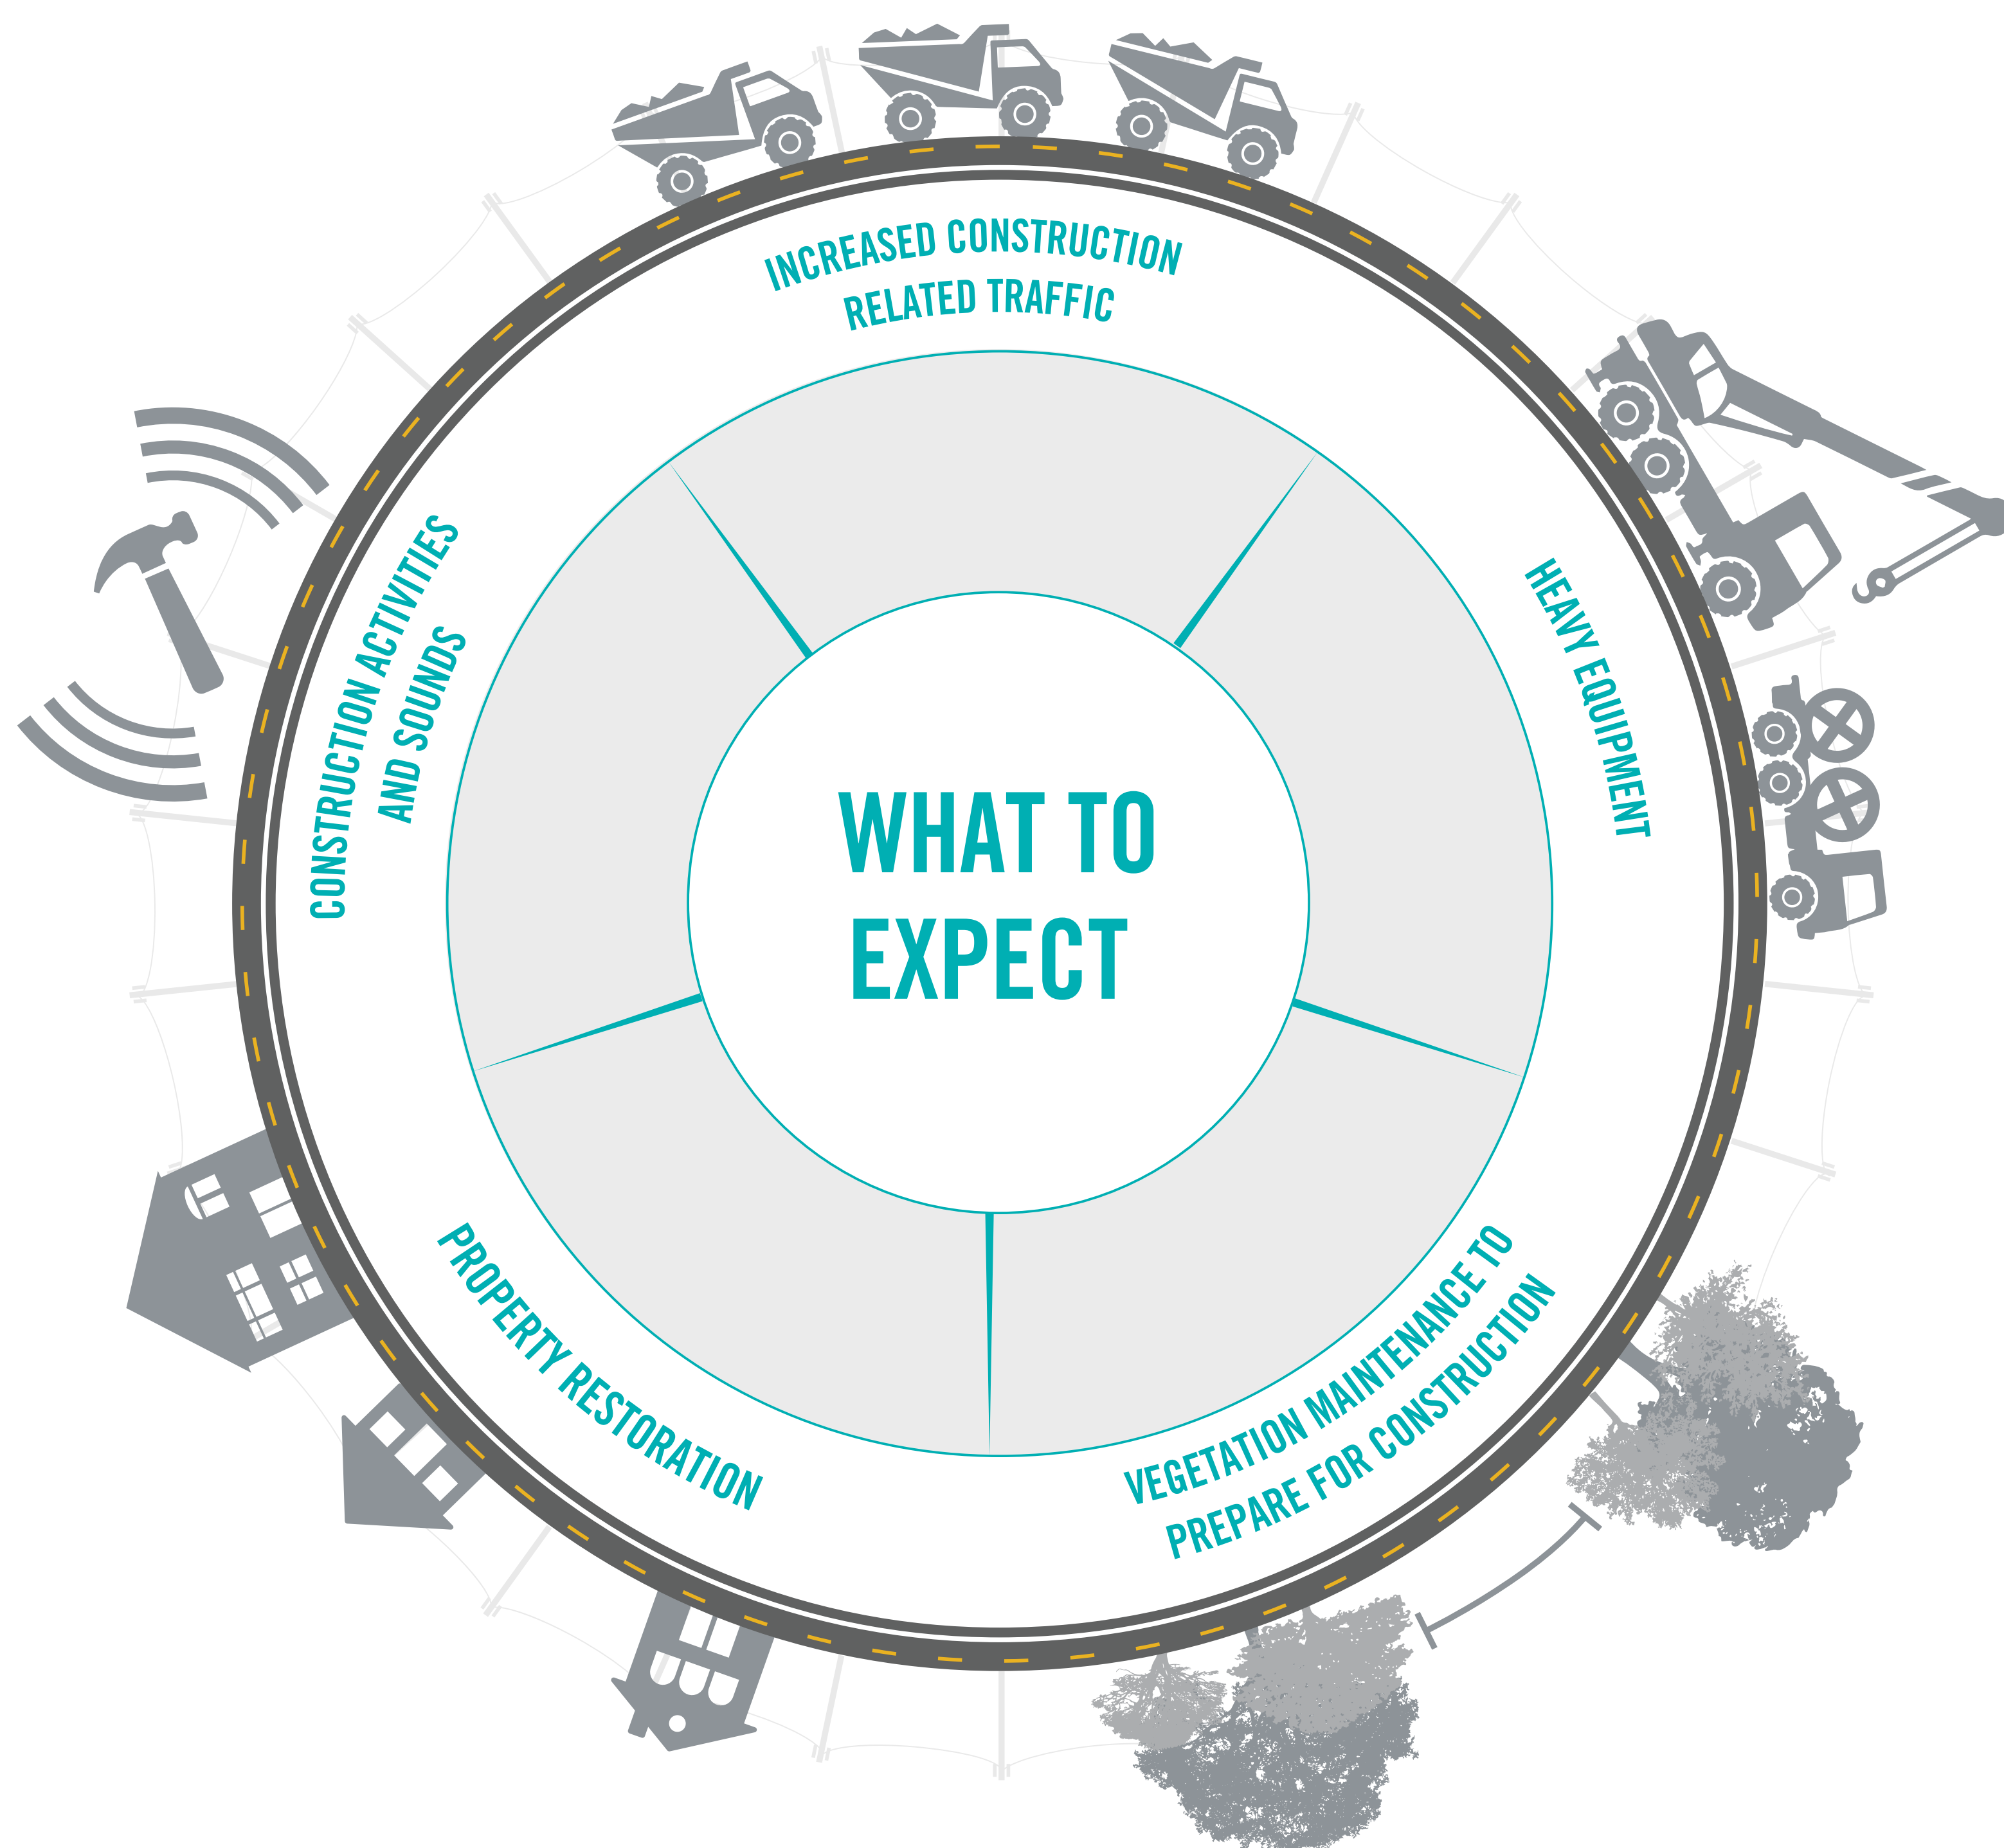 INCREASED CONSTRUCTION
RELATED TRAFFIC
HEAVY EQUIPMENT
VEGETATION MAINTENANCE TO
PREPARE FOR CONSTRUCTION
PROPERTY RESTORATION
CONSTRUCTION ACTIVITIES
AND SOUNDS
WHAT TO
EXPECT